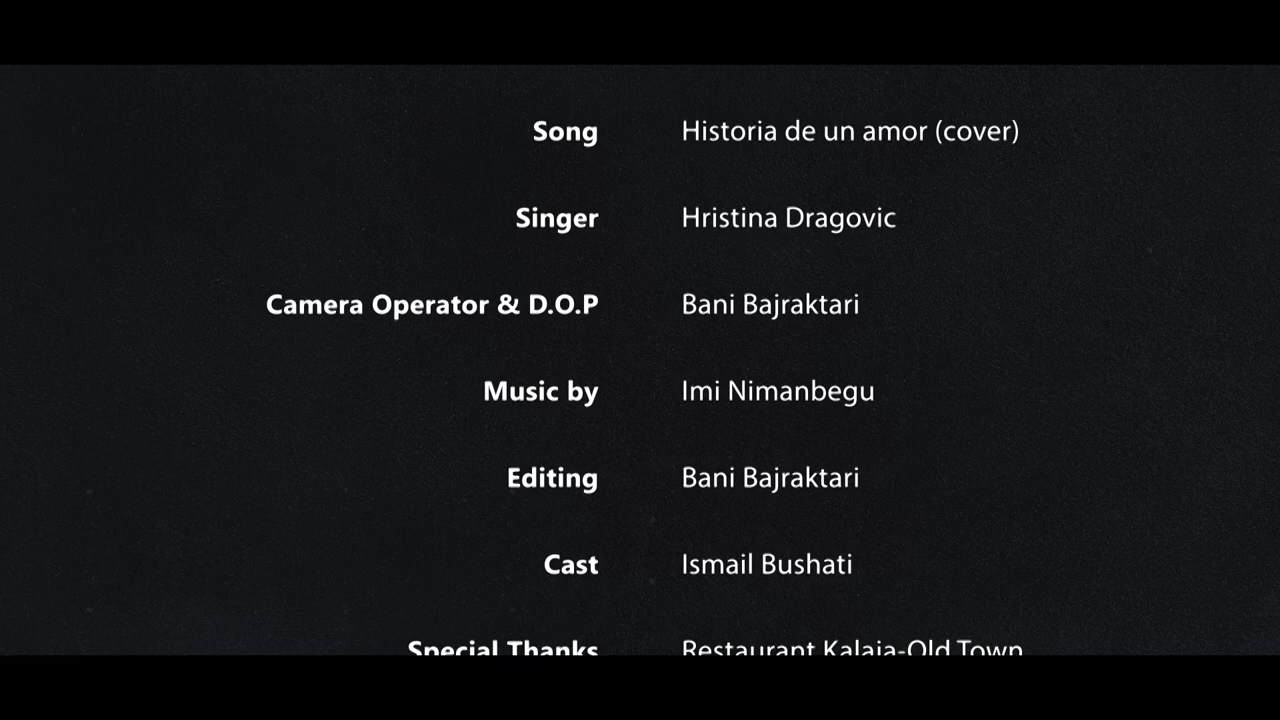 Song Historia de un amor (cover)
Singer Hristina Dragovic
Camera Operator & D.O.P Bani Bajraktari
Music by Imi Nimanbegu
Editing Bani Bajraktari
Cast Ismail Bushati
Special Thanks Restaurant Kalaja-Old Town